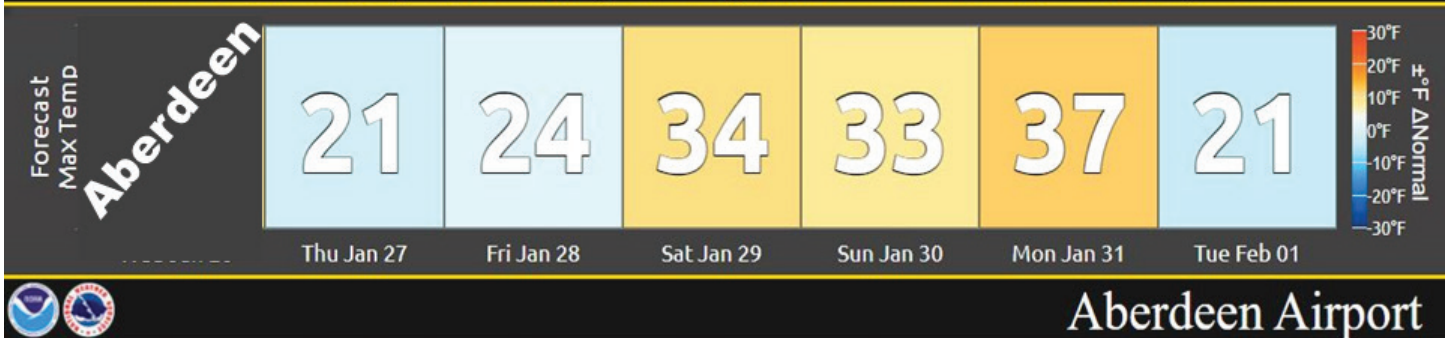 Forecast
Max Temp
Aberdeen
21 24 34 33 37 21
Thu Jan 27 Fri Jan 28 Sat Jan 29 Sun Jan 30 Mon Jan 31 Tue Feb 01
30°F
20°F
10°F
0°F
-10°F
-20°F
-30°F
±°F ΔNormal
Aberdeen Airport